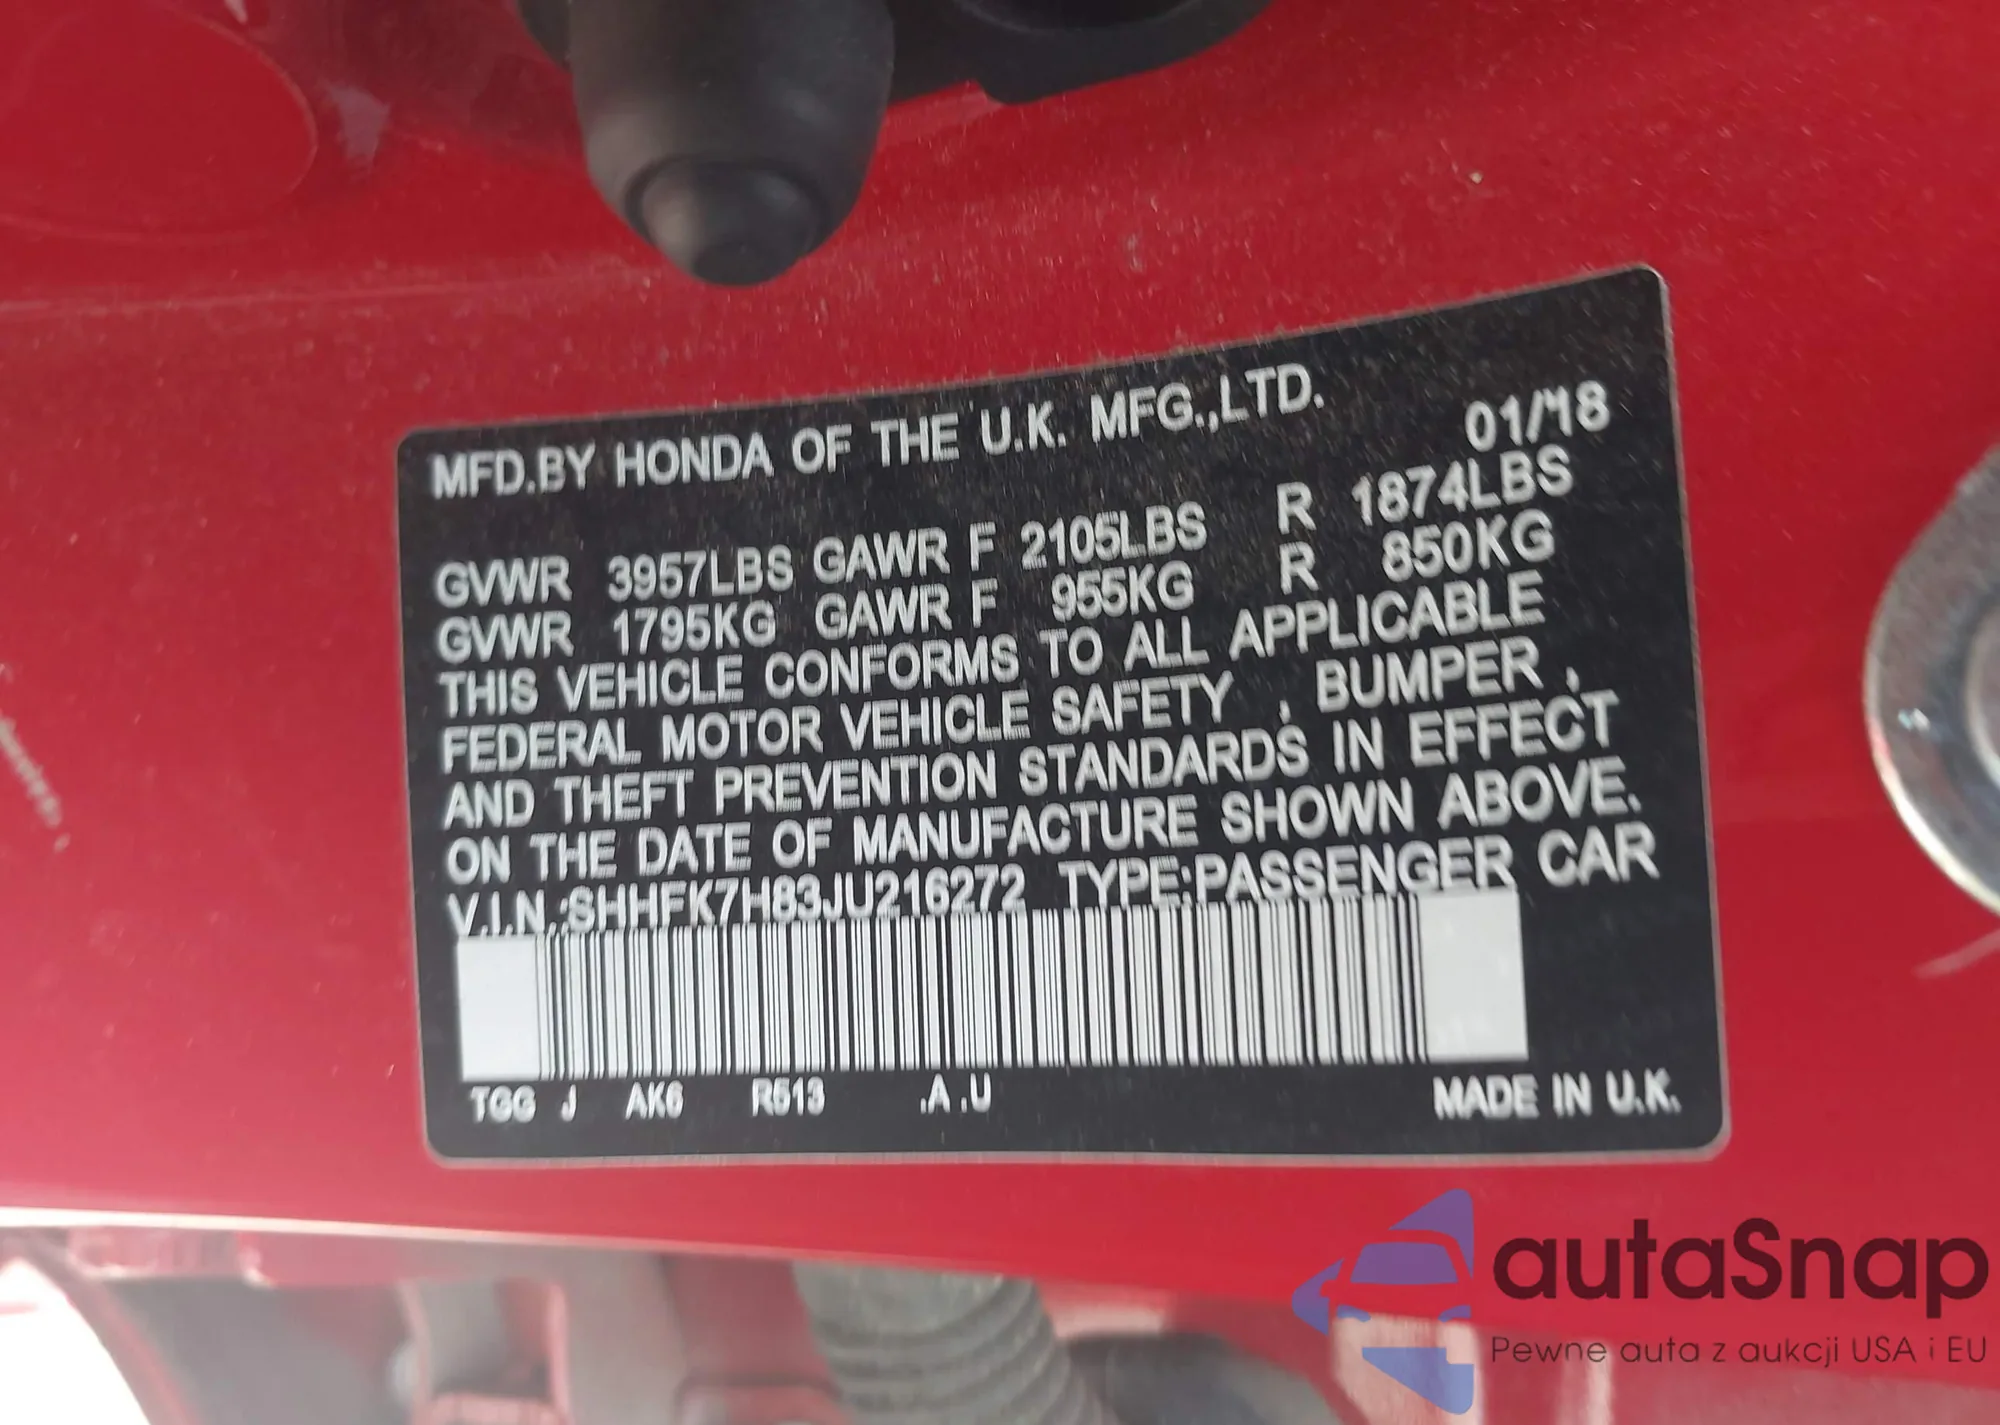 MFD.BY HONDA OF THE U.K. MFG.,LTD. 01/'18
GVWR 3957LBS GAWR F 2105LBS R 1874LBS
GVWR 1795KG GAWR F 955KG R 850KG
THIS VEHICLE CONFORMS TO ALL APPLICABLE
FEDERAL MOTOR VEHICLE SAFETY , BUMPER ,
AND THEFT PREVENTION STANDARDS IN EFFECT
ON THE DATE OF MANUFACTURE SHOWN ABOVE.
V.I.N.:SHHFK7H83JU216272 TYPE:PASSENGER CAR
TGG J AK6 R513 .A .U MADE IN U.K.
autaSnap
Pewne auta z aukcji USA i EU